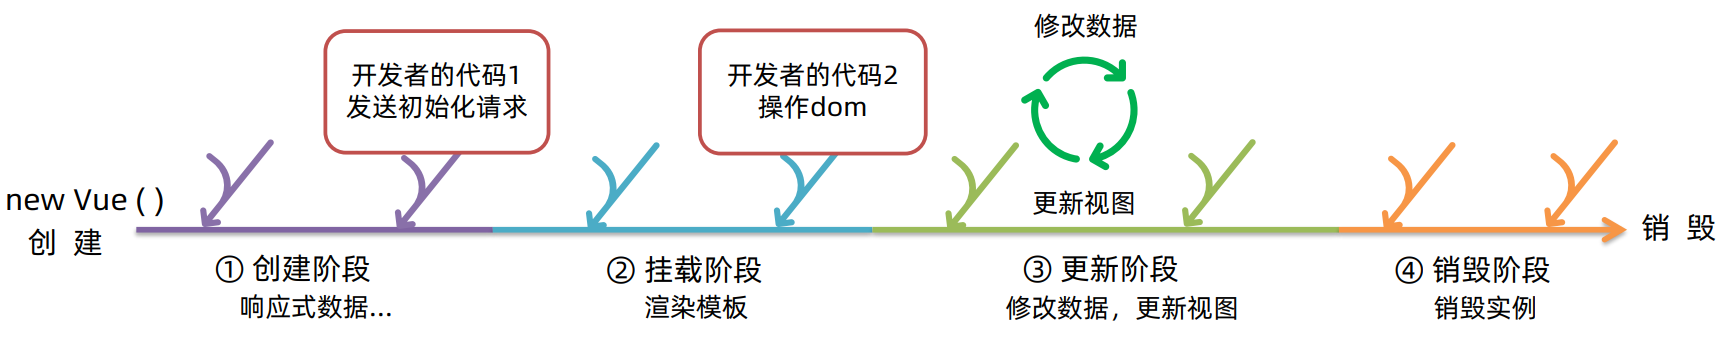 修改数据
开发者的代码1
发送初始化请求
开发者的代码2
操作dom
new Vue ( )
创 建
更新视图
销 毁
① 创建阶段
响应式数据...
② 挂载阶段
渲染模板
③ 更新阶段
修改数据，更新视图
④ 销毁阶段
销毁实例